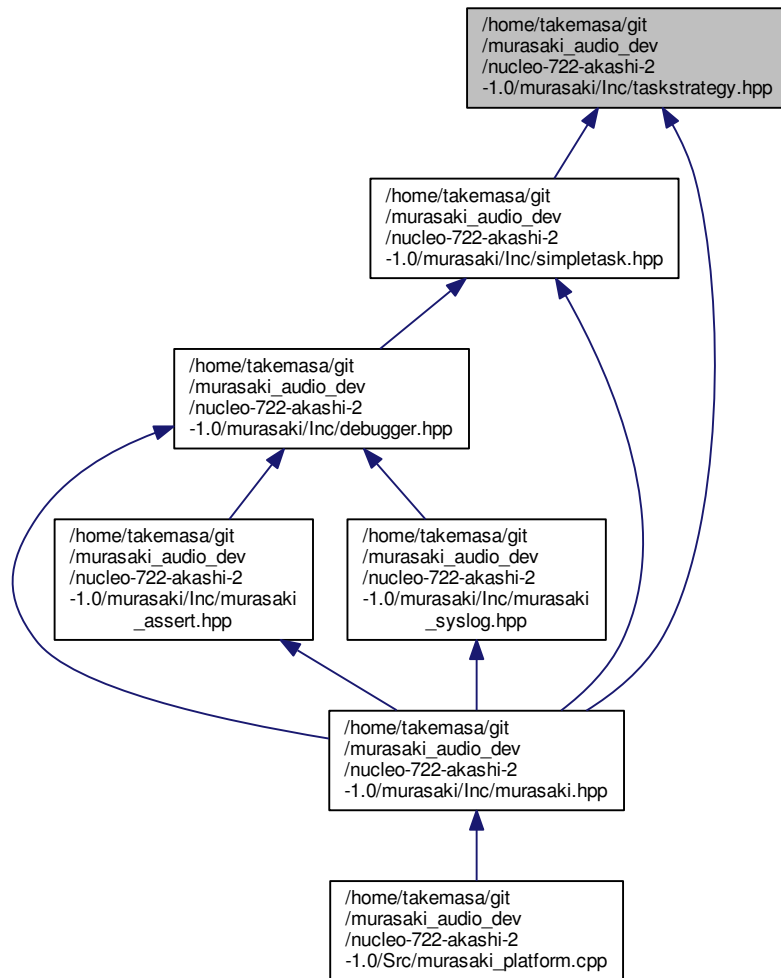 /home/takemasa/git
/murasaki_audio_dev
/nucleo-722-akashi-2
-1.0/murasaki/Inc/taskstrategy.hpp
/home/takemasa/git
/murasaki_audio_dev
/nucleo-722-akashi-2
-1.0/murasaki/Inc/simpletask.hpp
/home/takemasa/git
/murasaki_audio_dev
/nucleo-722-akashi-2
-1.0/murasaki/Inc/debugger.hpp
/home/takemasa/git
/murasaki_audio_dev
/nucleo-722-akashi-2
-1.0/murasaki/Inc/murasaki
_assert.hpp
/home/takemasa/git
/murasaki_audio_dev
/nucleo-722-akashi-2
-1.0/murasaki/Inc/murasaki
_syslog.hpp
/home/takemasa/git
/murasaki_audio_dev
/nucleo-722-akashi-2
-1.0/murasaki/Inc/murasaki.hpp
/home/takemasa/git
/murasaki_audio_dev
/nucleo-722-akashi-2
-1.0/Src/murasaki_platform.cpp